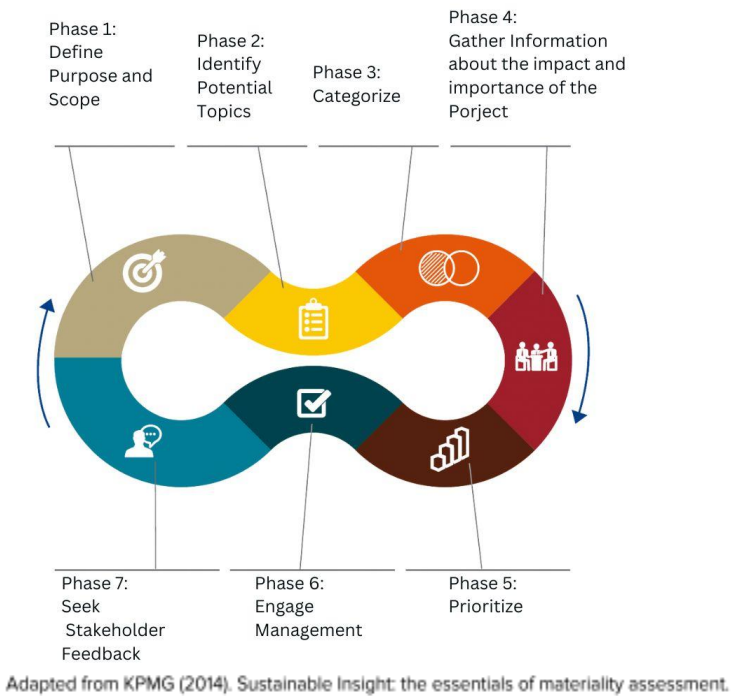 Phase 1:
Define
Purpose and
Scope
Phase 2:
Identify
Potential
Topics
Phase 3:
Categorize
Phase 4:
Gather Information
about the impact and
importance of the
Porject
Phase 7:
Seek
Stakeholder
Feedback
Phase 6:
Engage
Management
Phase 5:
Prioritize
Adapted from KPMG (2014). Sustainable Insight: the essentials of materiality assessment.